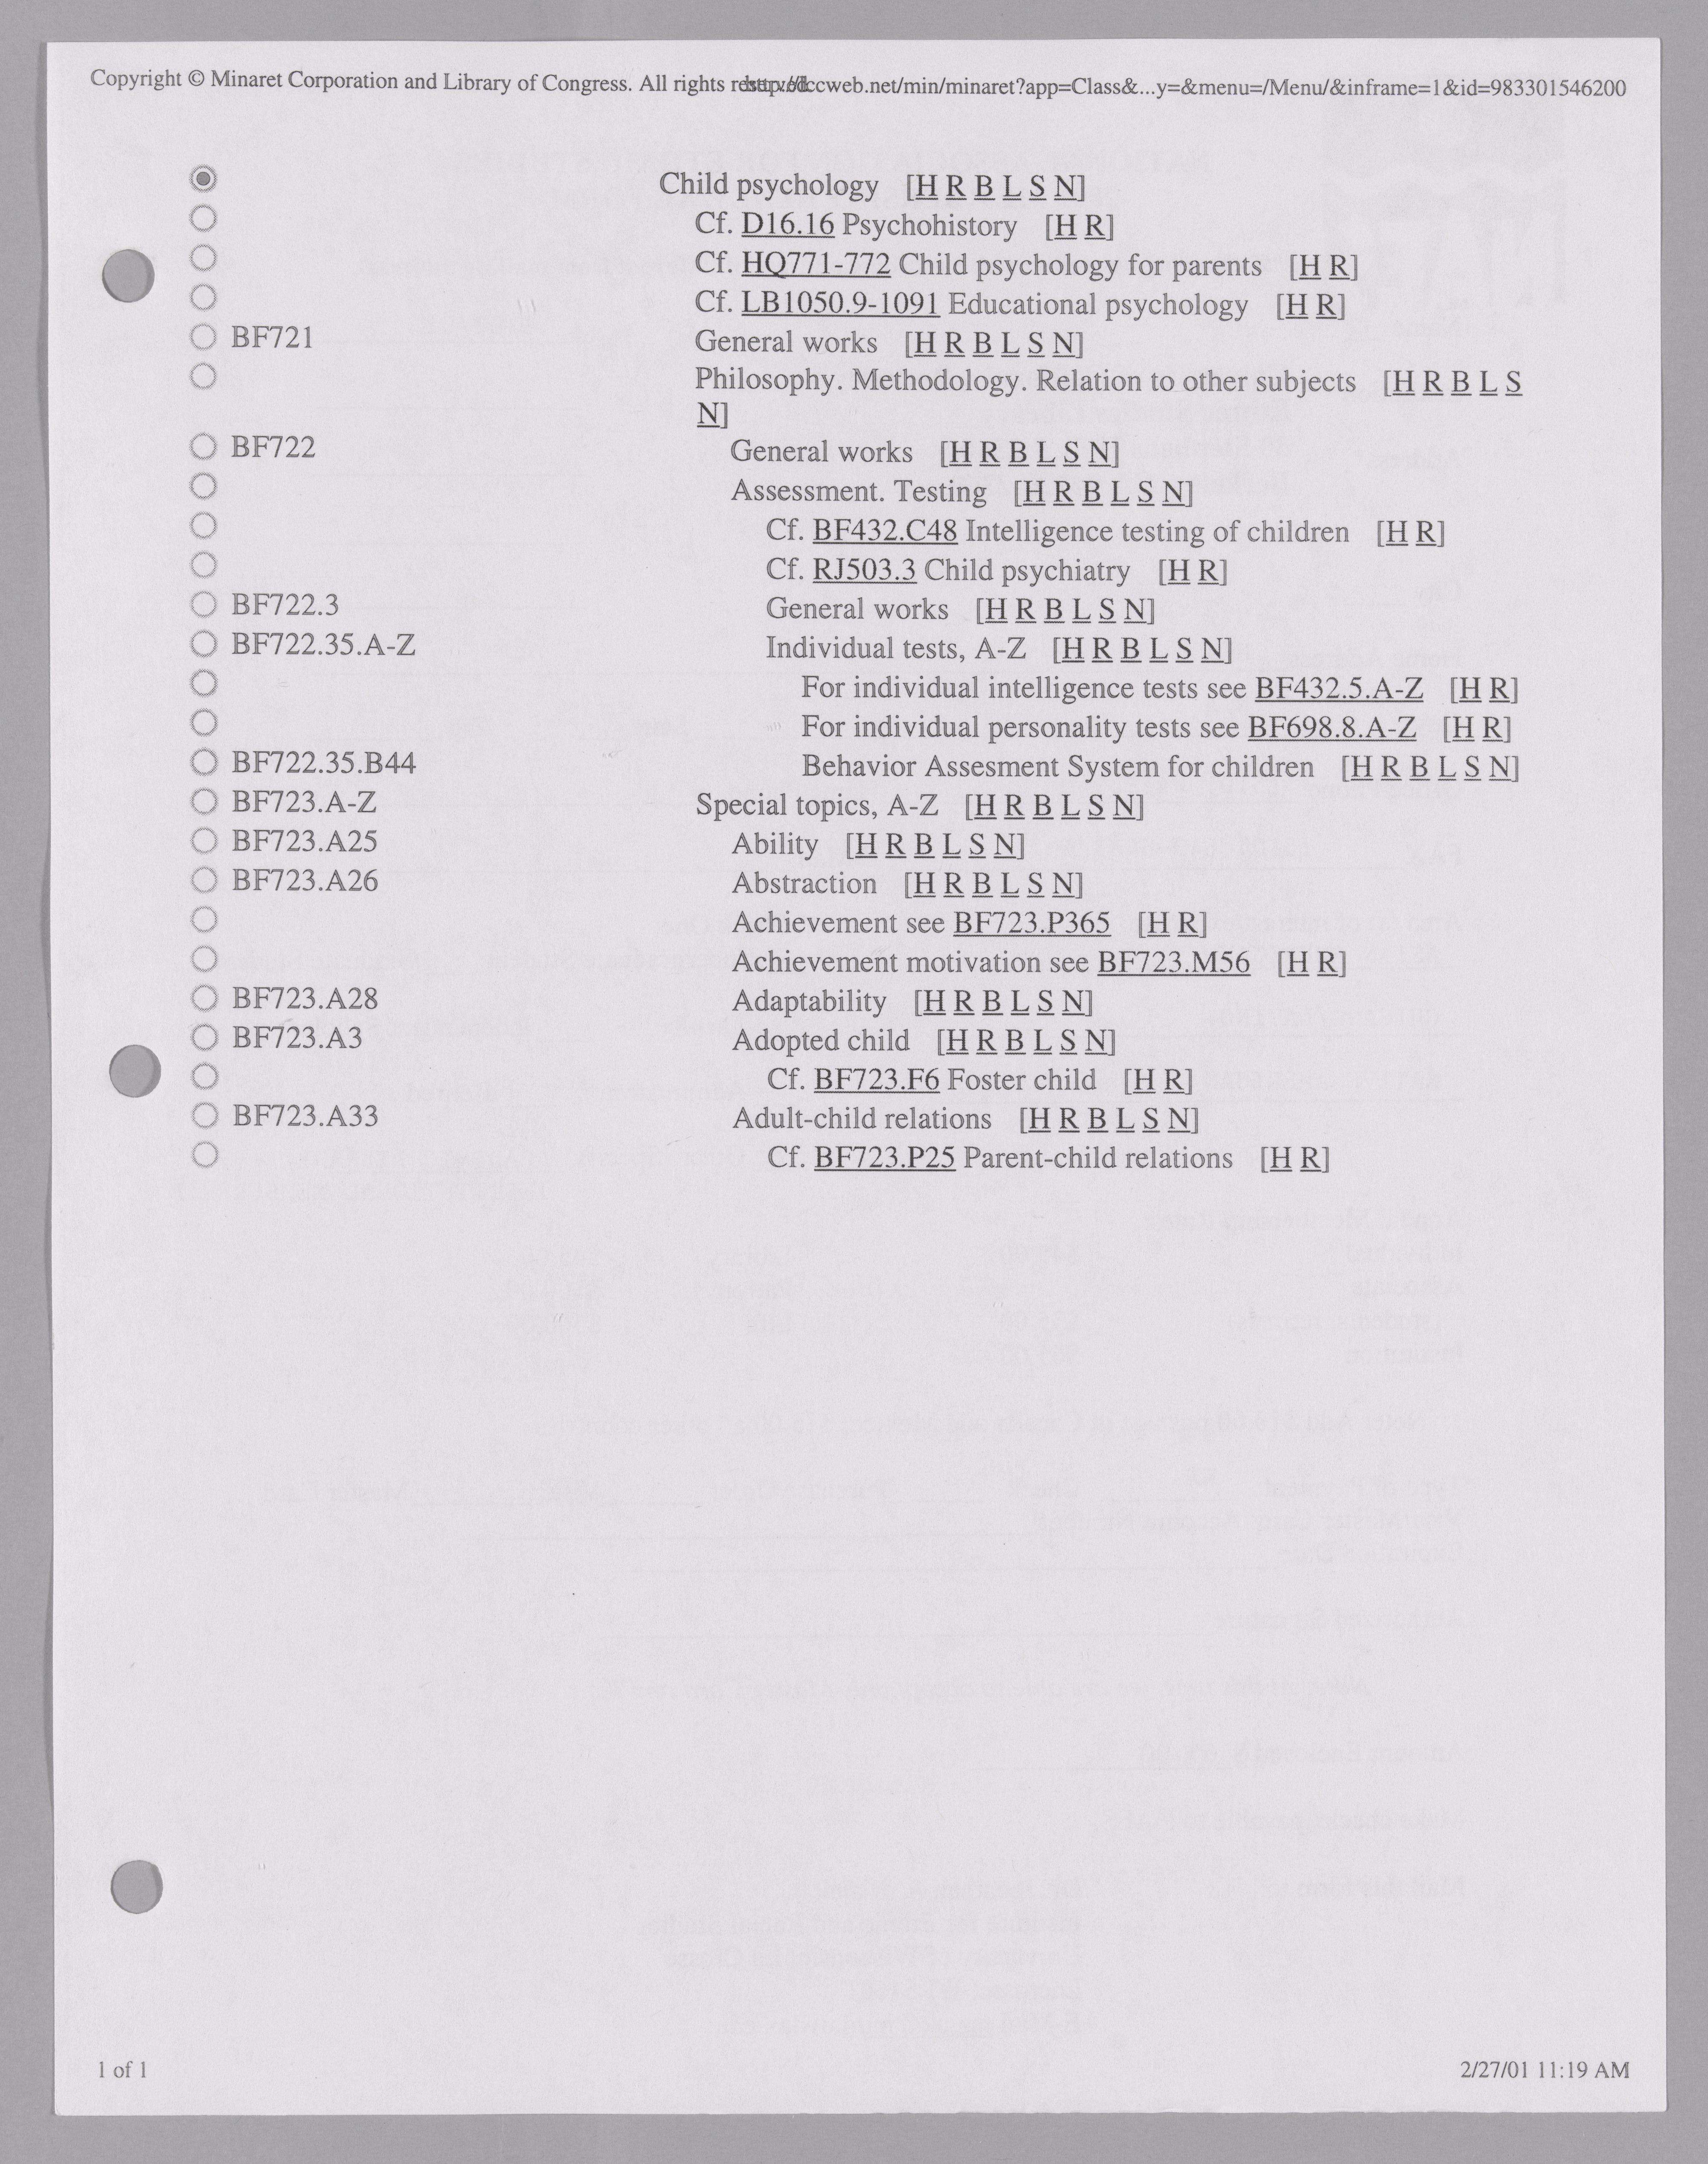 Copyright © Minaret Corporation and Library of Congress. All rights reserved. http://lccweb.net/min/minaret?app=Class&...y=&menu=/Menu/&inframe=1&id=983301546200
Child psychology [H R B L S N]
Cf. D16.16 Psychohistory [H R]
Cf. HQ771-772 Child psychology for parents [H R]
Cf. LB1050.9-1091 Educational psychology [H R]
BF721 General works [H R B L S N]
Philosophy. Methodology. Relation to other subjects [H R B L S
N]
BF722 General works [H R B L S N]
Assessment. Testing [H R B L S N]
Cf. BF432.C48 Intelligence testing of children [H R]
Cf. RJ503.3 Child psychiatry [H R]
BF722.3 General works [H R B L S N]
BF722.35.A-Z Individual tests, A-Z [H R B L S N]
For individual intelligence tests see BF432.5.A-Z [H R]
For individual personality tests see BF698.8.A-Z [H R]
BF722.35.B44 Behavior Assesment System for children [H R B L S N]
BF723.A-Z Special topics, A-Z [H R B L S N]
BF723.A25 Ability [H R B L S N]
BF723.A26 Abstraction [H R B L S N]
Achievement see BF723.P365 [H R]
Achievement motivation see BF723.M56 [H R]
BF723.A28 Adaptability [H R B L S N]
BF723.A3 Adopted child [H R B L S N]
Cf. BF723.F6 Foster child [H R]
BF723.A33 Adult-child relations [H R B L S N]
Cf. BF723.P25 Parent-child relations [H R]
1 of 1
2/27/01 11:19 AM